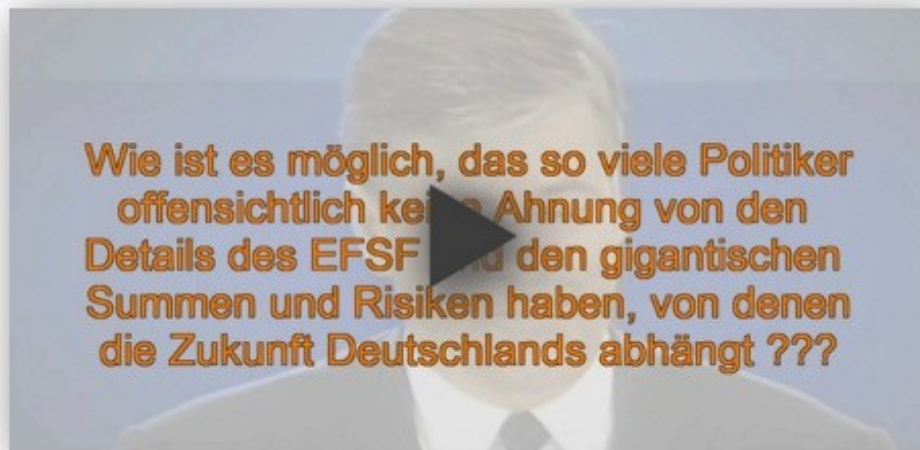 Wie ist es möglich, das so viele Politiker
offensichtlich Ahnung von den
Details des EFSF den gigantischen
Summen und Risiken haben, von denen
die Zukunft Deutschlands abhängt ???